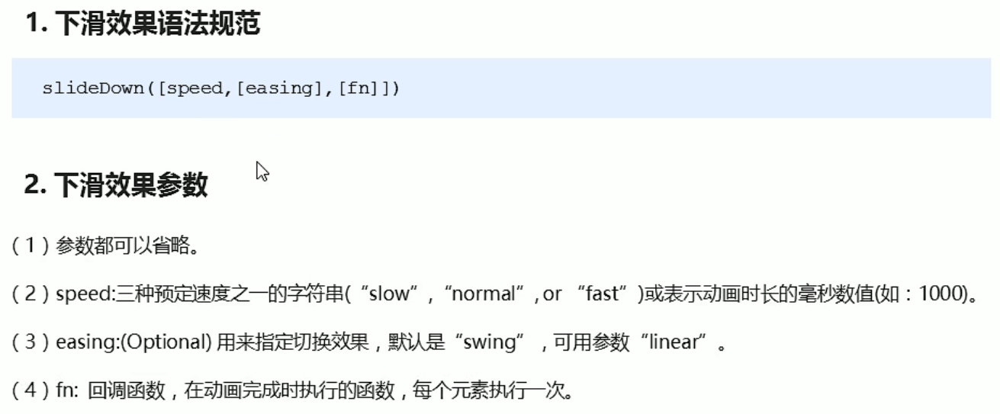 1. 下滑效果语法规范
slideDown([speed,[easing],[fn]])
2. 下滑效果参数
（1）参数都可以省略。
（2）speed:三种预定速度之一的字符串(“slow”,“normal”, or “fast”)或表示动画时长的毫秒数值(如：1000)。
（3）easing:(Optional) 用来指定切换效果，默认是“swing”，可用参数“linear”。
（4）fn: 回调函数，在动画完成时执行的函数，每个元素执行一次。